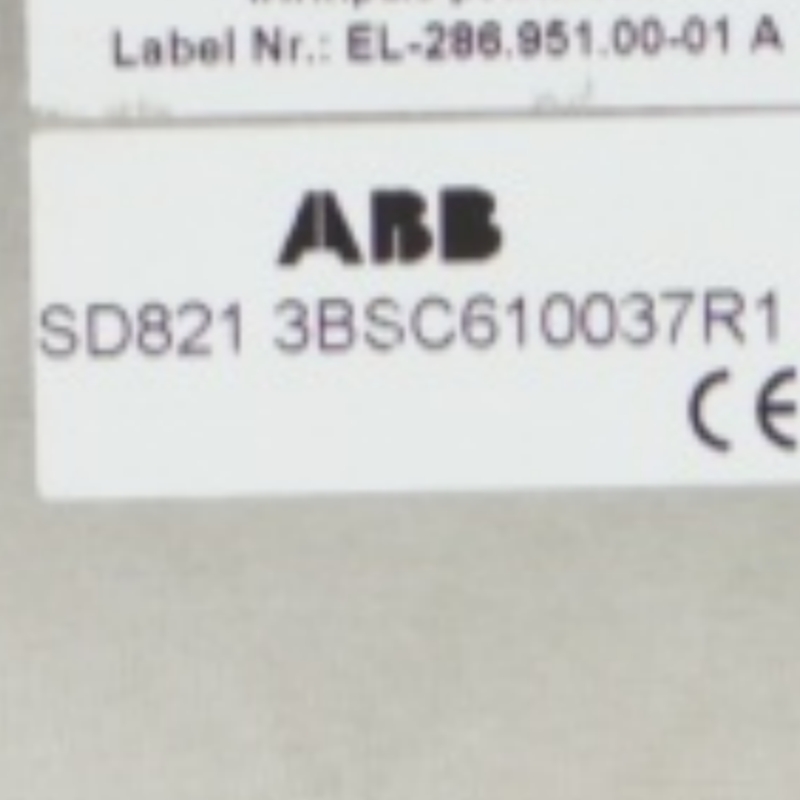 Label Nr.: EL-286.951.00-01 A
ABB
SD821 3BSC610037R1
CE